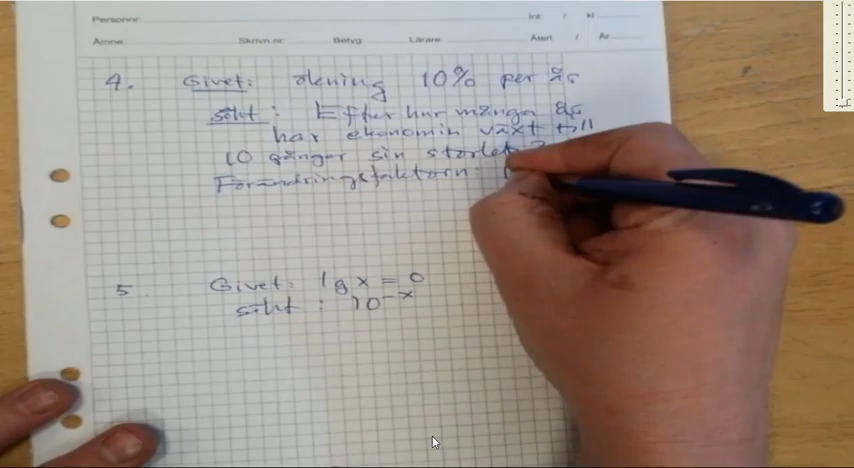 Personnr
Int / kl
Ämne Skrivn.nr Betyg Lärare Återl / År
4. Givet: ökning 10% per år
sökt : Efter hur många år
har ekonomin växt till
10 gånger sin storlek?
Förändringsfaktorn:
5. Givet: lg x = 0
sökt : 10^-x